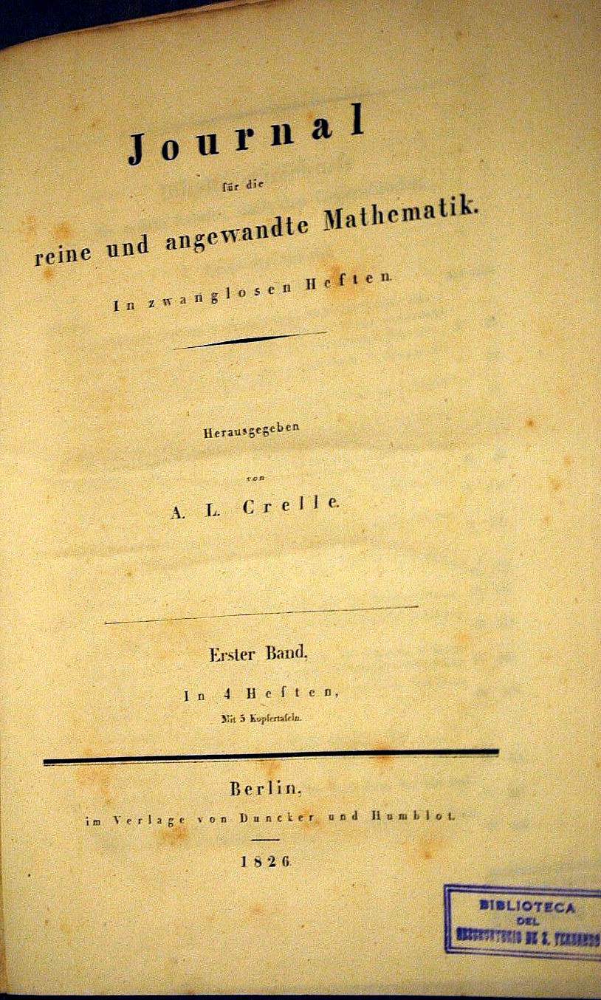 Journal
für die
reine und angewandte Mathematik.
In zwanglosen Heften.
Herausgegeben
von
A. L. Crelle.
Erster Band,
In 4 Heften,
Mit 5 Kupfertafeln.
Berlin,
im Verlage von Duncker und Humblot.
1826.
BIBLIOTECA
DEL
OBSERVATORIO DE S. FERNANDO